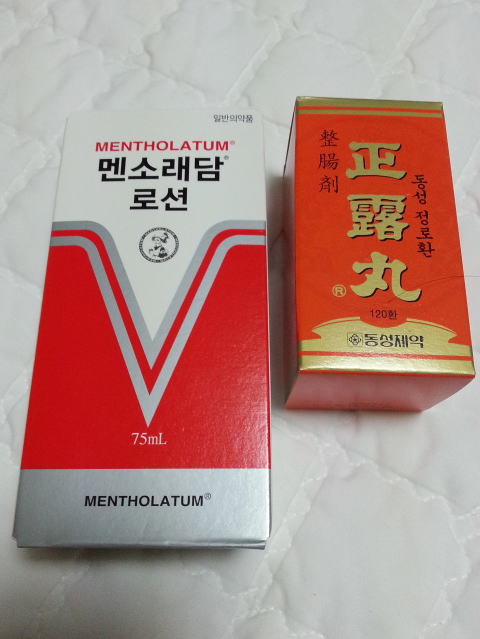 일반의약품
MENTHOLATUM®
멘소래담®
로션
75mL
MENTHOLATUM®
整腸剤
正露丸®
동성 정로환
120환
동성제약